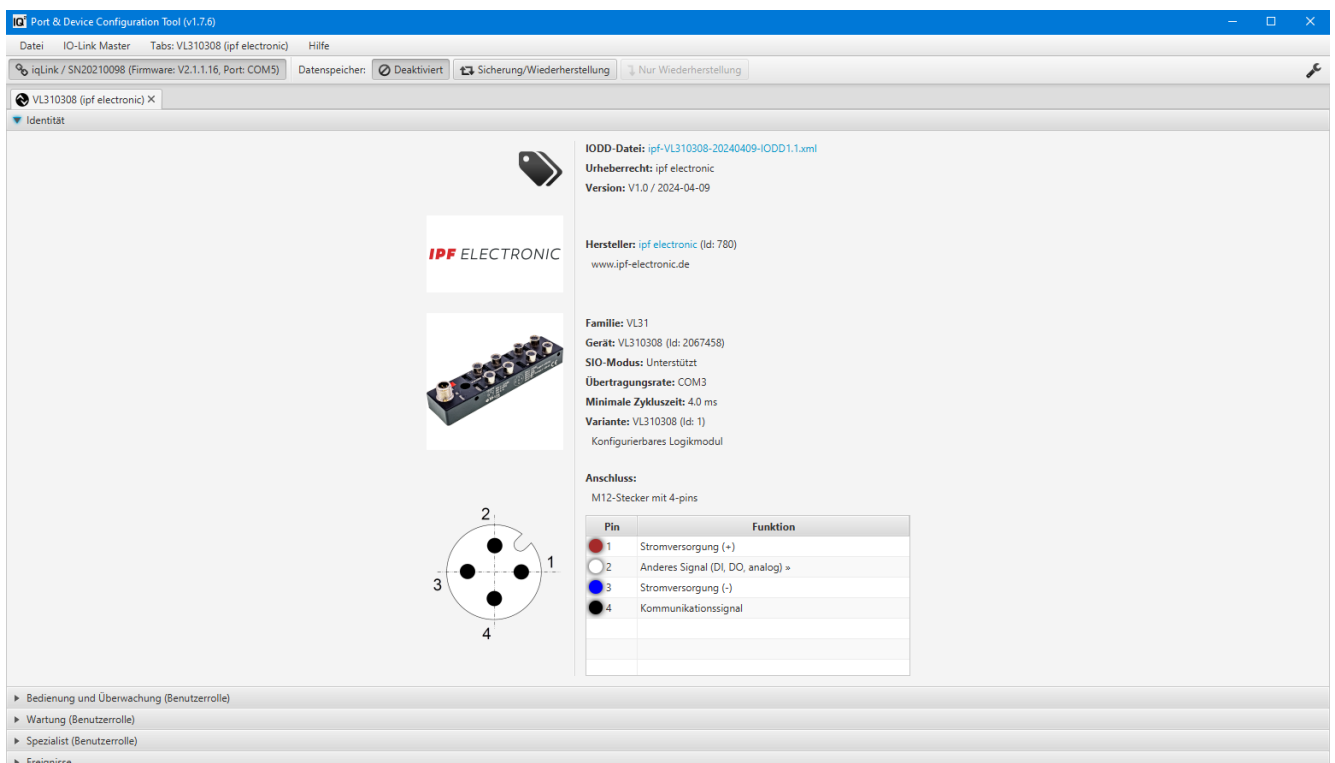 IQ² Port & Device Configuration Tool (v1.7.6)
Datei IO-Link Master Tabs: VL310308 (ipf electronic) Hilfe
iqLink / SN20210098 (Firmware: V2.1.1.16, Port: COM5) Datenspeicher: Deaktiviert Sicherung/Wiederherstellung Nur Wiederherstellung
VL310308 (ipf electronic)
Identität
IODD-Datei: ipf-VL310308-20240409-IODD1.1.xml
Urheberrecht: ipf electronic
Version: V1.0 / 2024-04-09
IPF ELECTRONIC
Hersteller: ipf electronic (Id: 780)
www.ipf-electronic.de
Familie: VL31
Gerät: VL310308 (Id: 2067458)
SIO-Modus: Unterstützt
Übertragungsrate: COM3
Minimale Zykluszeit: 4.0 ms
Variante: VL310308 (Id: 1)
Konfigurierbares Logikmodul
Anschluss:
M12-Stecker mit 4-pins
2
1
3
4
Pin Funktion
1 Stromversorgung (+)
2 Anderes Signal (DI, DO, analog) »
3 Stromversorgung (-)
4 Kommunikationssignal
Bedienung und Überwachung (Benutzerrolle)
Wartung (Benutzerrolle)
Spezialist (Benutzerrolle)
Ereignisse